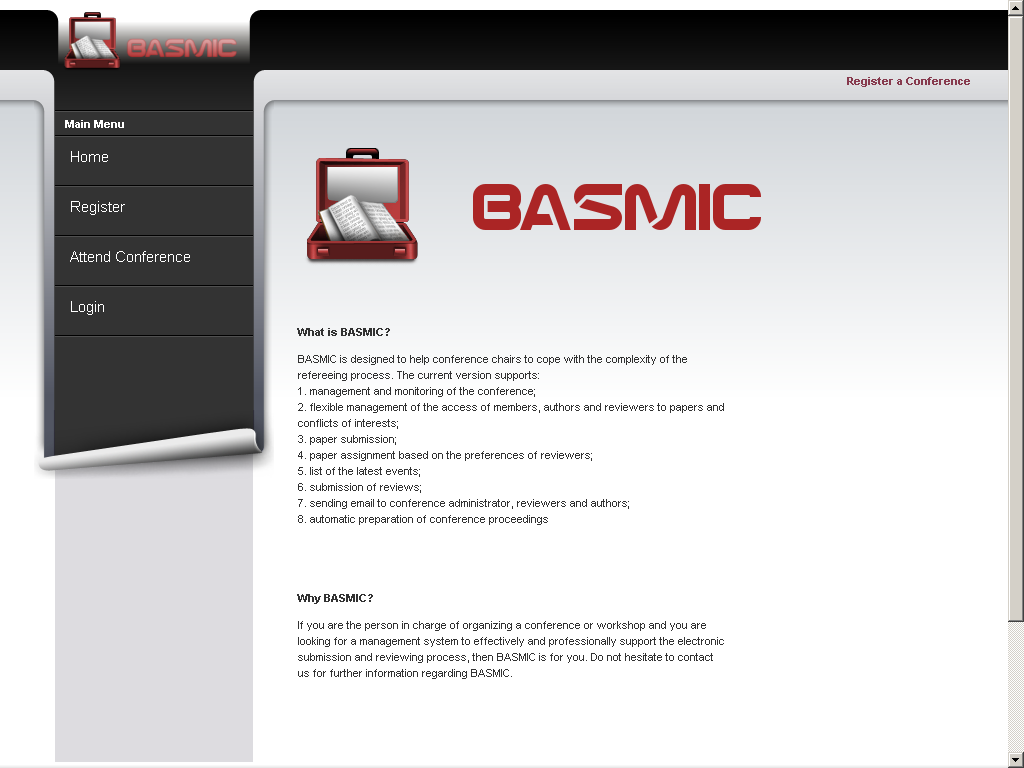 BASMIC
Register a Conference
Main Menu
Home
Register
Attend Conference
Login
BASMIC
What is BASMIC?
BASMIC is designed to help conference chairs to cope with the complexity of the
refereeing process. The current version supports:
1. management and monitoring of the conference;
2. flexible management of the access of members, authors and reviewers to papers and
conflicts of interests;
3. paper submission;
4. paper assignment based on the preferences of reviewers;
5. list of the latest events;
6. submission of reviews;
7. sending email to conference administrator, reviewers and authors;
8. automatic preparation of conference proceedings
Why BASMIC?
If you are the person in charge of organizing a conference or workshop and you are
looking for a management system to effectively and professionally support the electronic
submission and reviewing process, then BASMIC is for you. Do not hesitate to contact
us for further information regarding BASMIC.